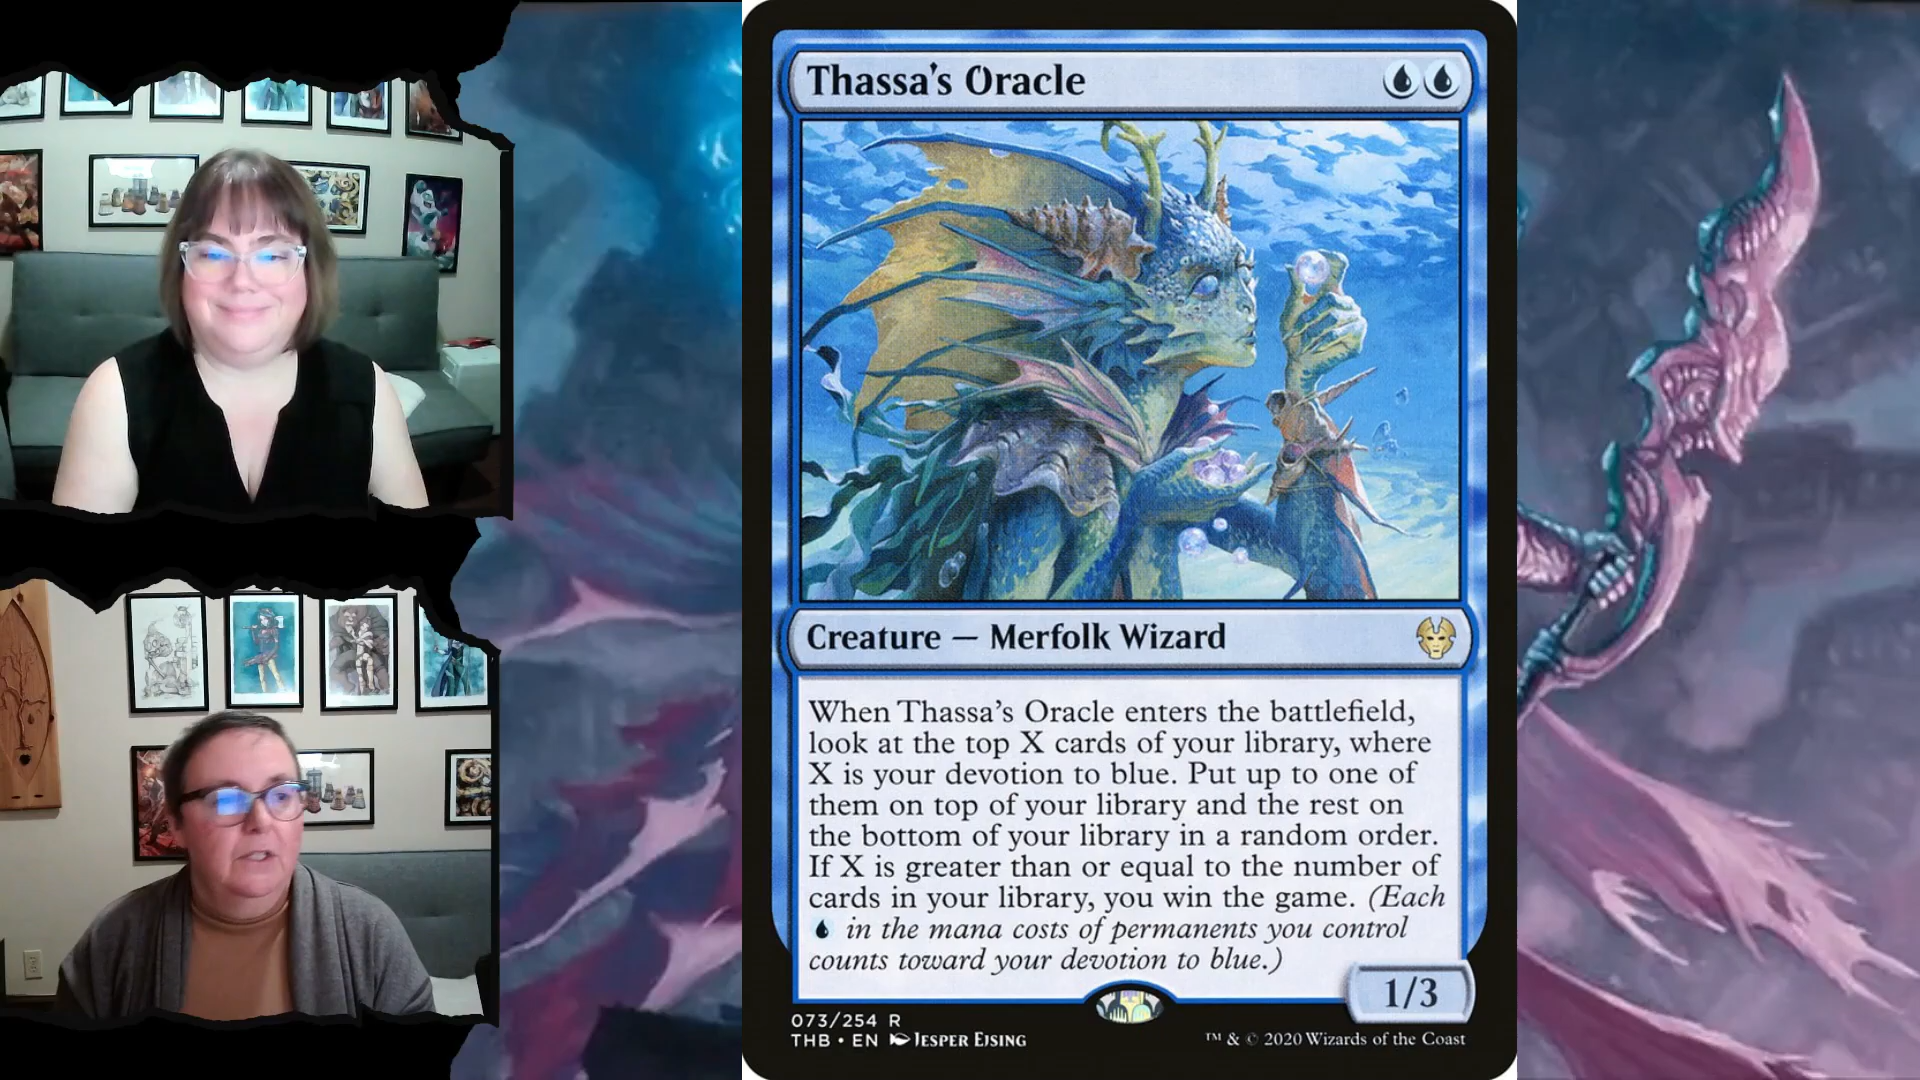 Thassa's Oracle
Creature — Merfolk Wizard
When Thassa's Oracle enters the battlefield,
look at the top X cards of your library, where
X is your devotion to blue. Put up to one of
them on top of your library and the rest on
the bottom of your library in a random order.
If X is greater than or equal to the number of
cards in your library, you win the game. (Each
in the mana costs of permanents you control
counts toward your devotion to blue.)
1/3
073/254 R
THB • EN Jesper Ejsing
™ & © 2020 Wizards of the Coast